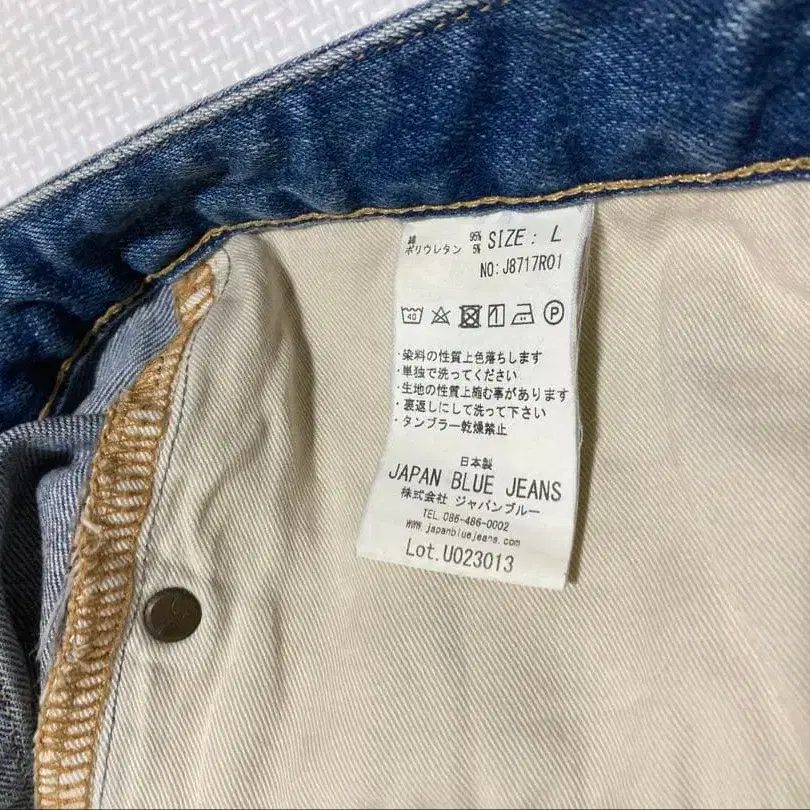 綿 95% SIZE: L
ポリウレタン 5%
NO:J8717R01
40
P
・染料の性質上色落ちします
・単独で洗ってください
・生地の性質上縮む事があります
・裏返しにして洗って下さい
・タンブラー乾燥禁止
日本製
JAPAN BLUE JEANS
株式会社 ジャパンブルー
TEL.086-486-0002
www.japanbluejeans.com
Lot.U023013